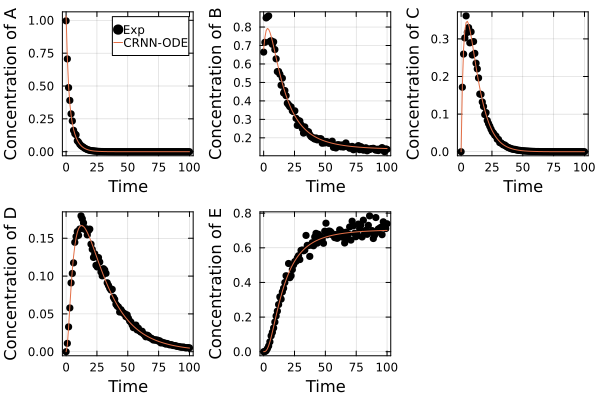 Concentration of A
1.00
0.75
0.50
0.25
0.00
0 25 50 75 100
Time
Exp
CRNN-ODE
Concentration of B
0.8
0.7
0.6
0.5
0.4
0.3
0.2
0 25 50 75 100
Time
Concentration of C
0.3
0.2
0.1
0.0
0 25 50 75 100
Time
Concentration of D
0.15
0.10
0.05
0.00
0 25 50 75 100
Time
Concentration of E
0.8
0.6
0.4
0.2
0.0
0 25 50 75 100
Time